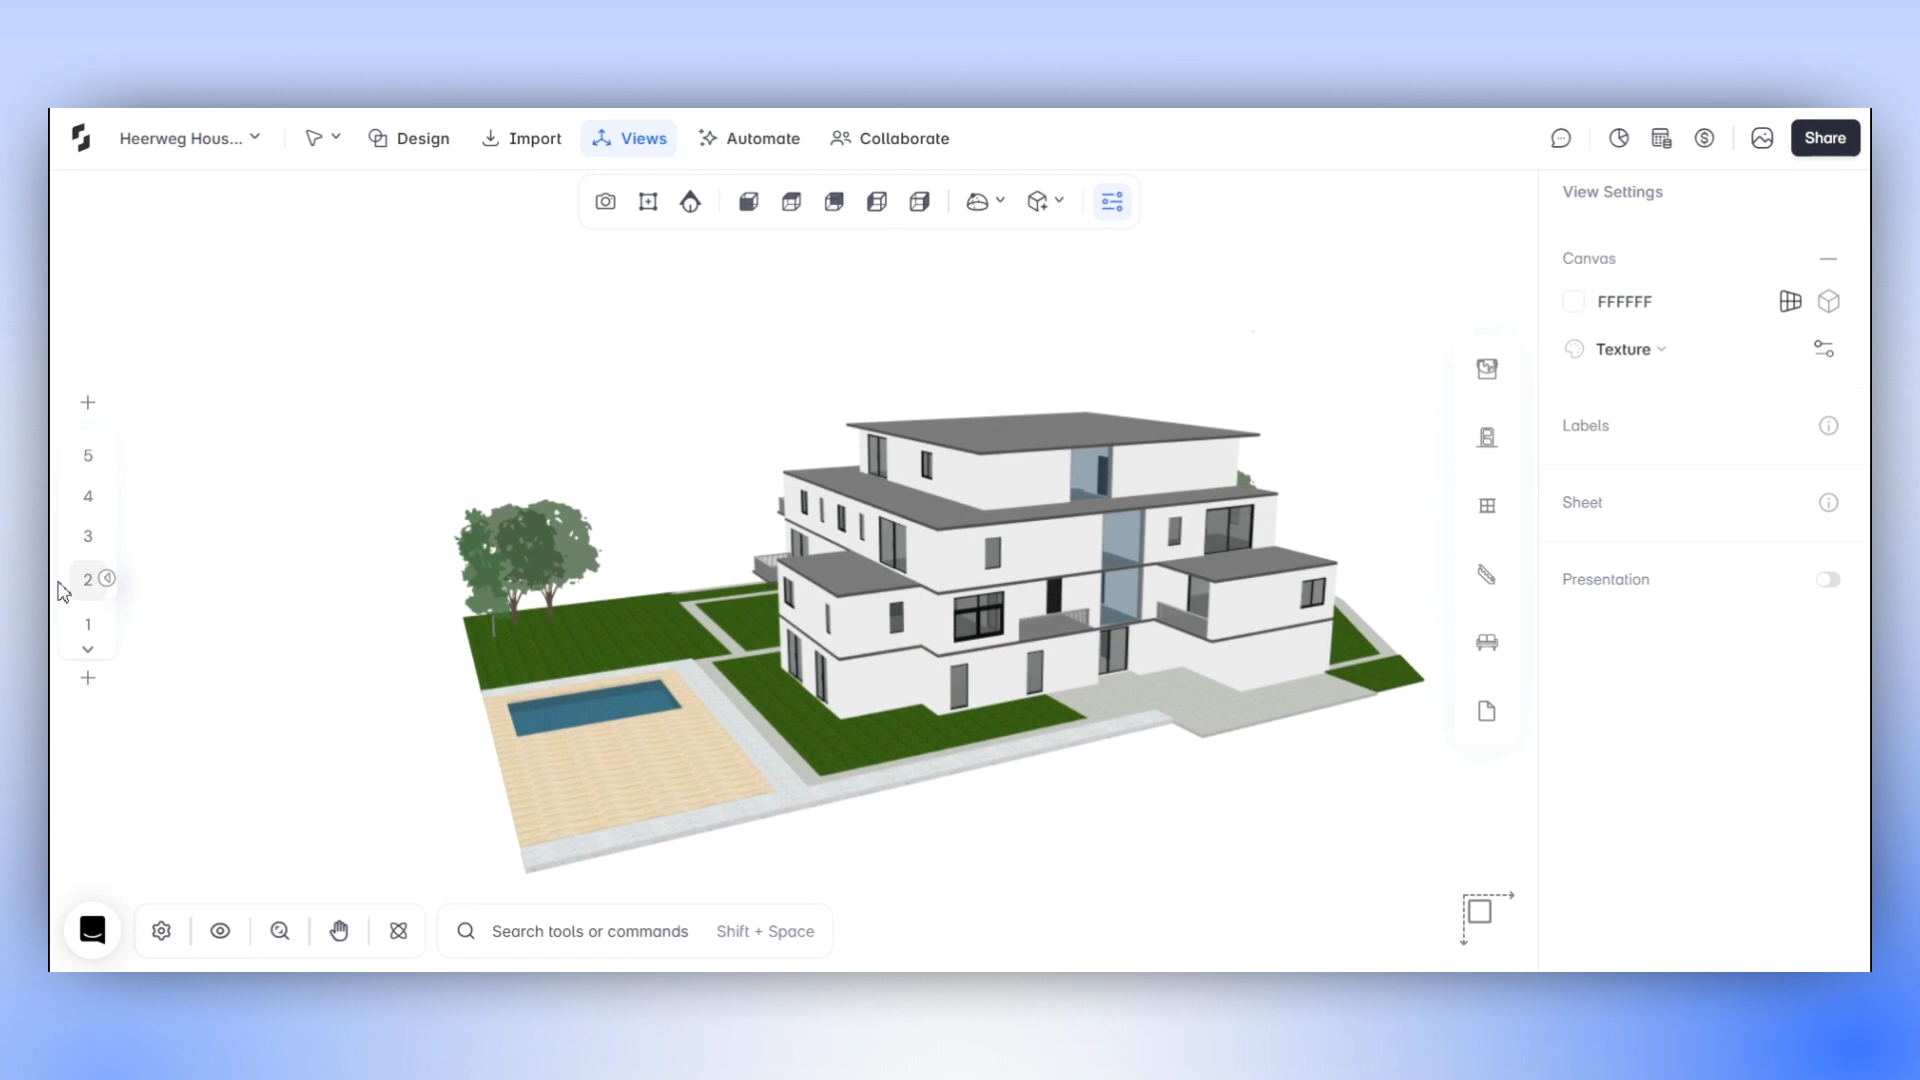 Heerweg Hous...
Design
Import
Views
Automate
Collaborate
Share
View Settings
Canvas
FFFFFF
Texture
Labels
Sheet
Presentation
5
4
3
2
1
Search tools or commands
Shift + Space